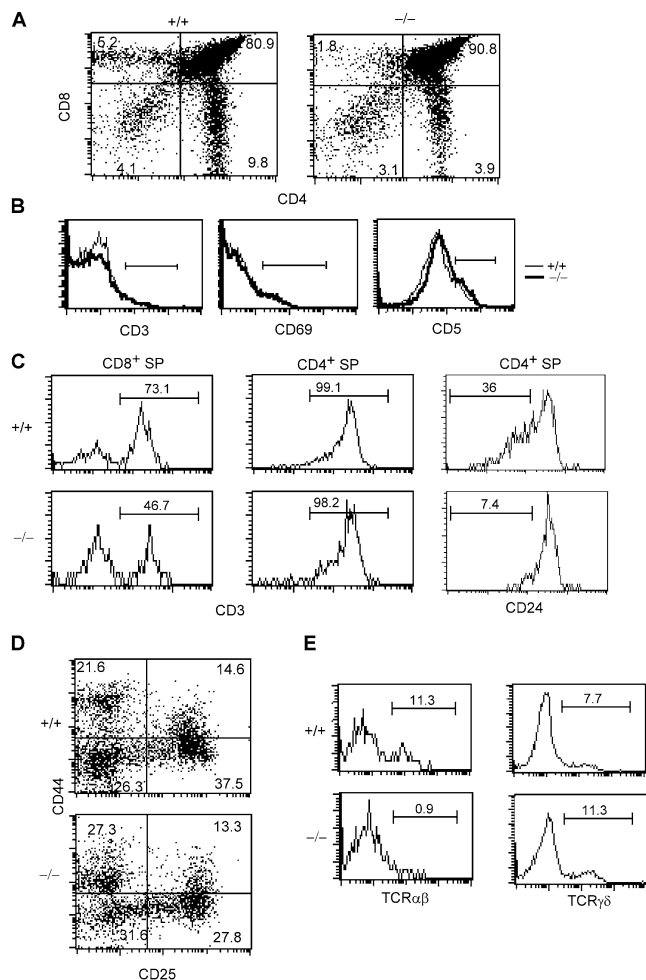 A
+/+
–/–
5.2
80.9
1.8
90.8
CD8
4.1
9.8
3.1
3.9
CD4
B
+/+
–/–
CD3
CD69
CD5
C
CD8+ SP
CD4+ SP
CD4+ SP
+/+
73.1
99.1
36
–/–
46.7
98.2
7.4
CD3
CD24
D
E
21.6
14.6
+/+
11.3
7.7
+/+
CD44
26.3
37.5
27.3
13.3
–/–
0.9
11.3
–/–
31.6
27.8
TCRαβ
TCRγδ
CD25